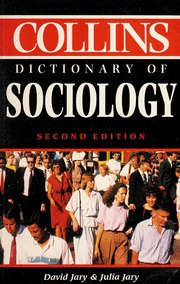 COLLINS
DICTIONARY OF
SOCIOLOGY
SECOND EDITION
David Jary & Julia Jary